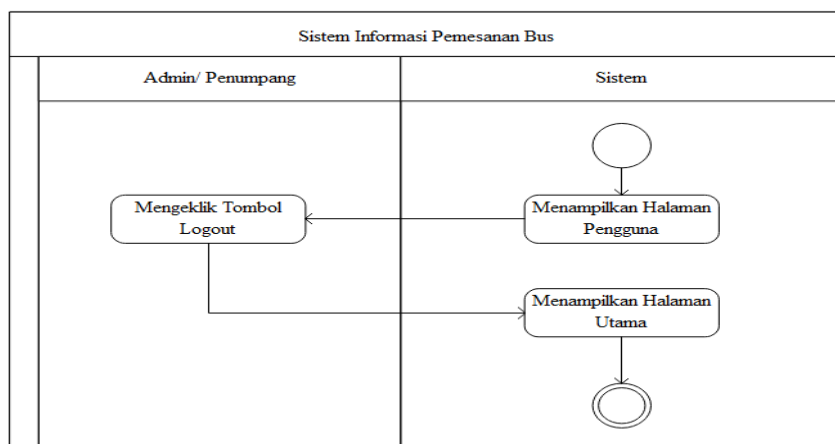 Sistem Informasi Pemesanan Bus
Admin/ Penumpang
Sistem
Mengeklik Tombol
Logout
Menampilkan Halaman
Pengguna
Menampilkan Halaman
Utama